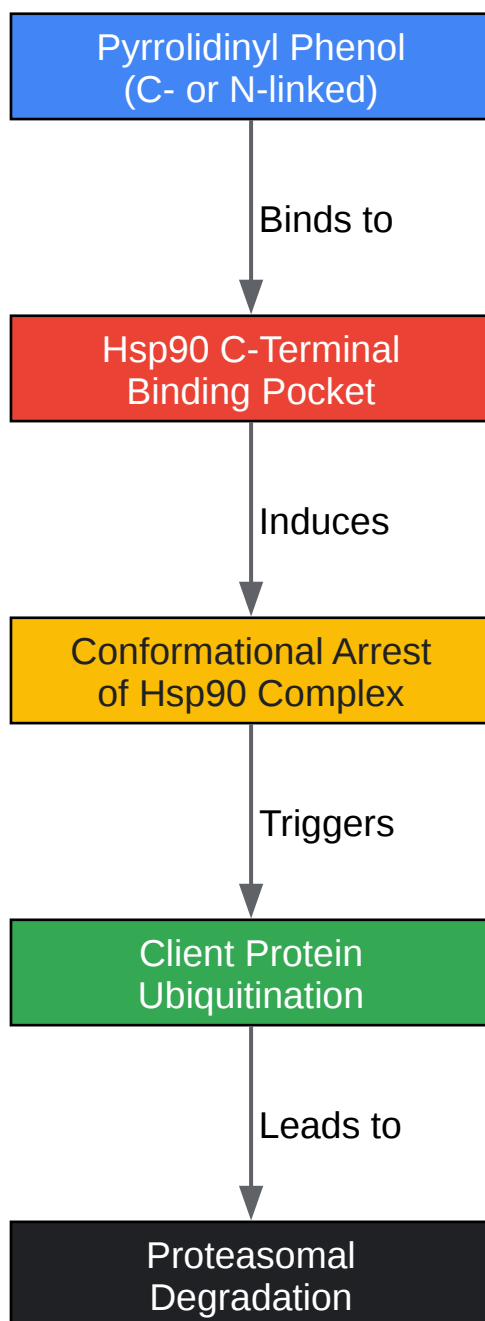 Pyrrolidinyl Phenol
(C- or N-linked)
Binds to
Hsp90 C-Terminal
Binding Pocket
Induces
Conformational Arrest
of Hsp90 Complex
Triggers
Client Protein
Ubiquitination
Leads to
Proteasomal
Degradation